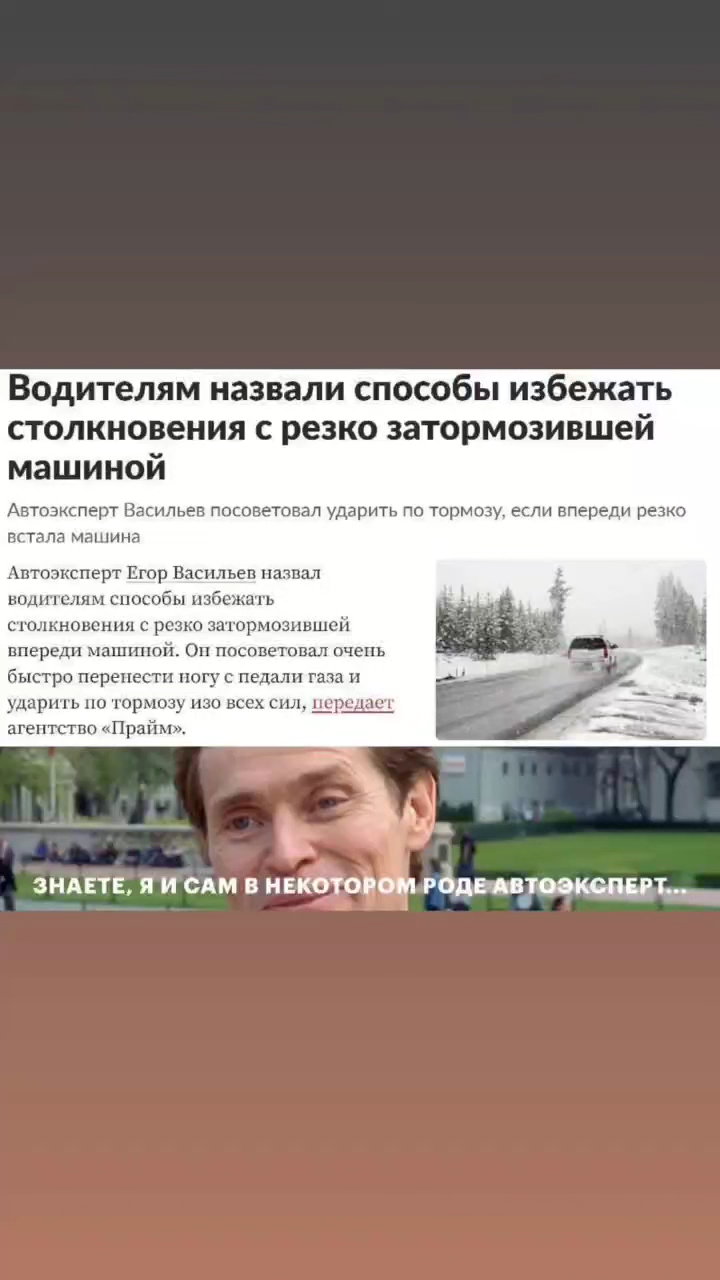 Водителям назвали способы избежать
столкновения с резко затормозившей
машиной
Автоэксперт Васильев посоветовал ударить по тормозу, если впереди резко
встала машина
Автоэксперт Егор Васильев назвал
водителям способы избежать
столкновения с резко затормозившей
впереди машиной. Он посоветовал очень
быстро перенести ногу с педали газа и
ударить по тормозу изо всех сил, передает
агентство «Прайм».
ЗНАЕТЕ, Я И САМ В НЕКОТОРОМ РОДЕ АВТОЭКСПЕРТ...